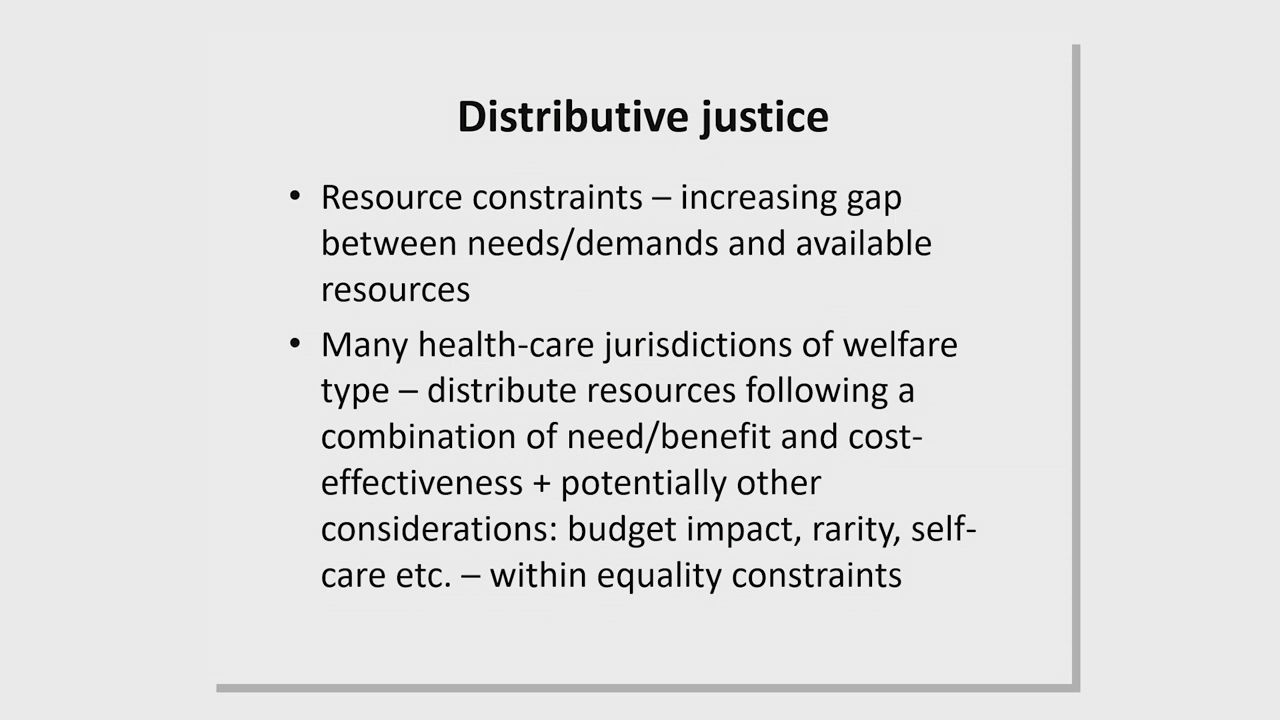 Distributive justice
• Resource constraints – increasing gap
between needs/demands and available
resources
• Many health-care jurisdictions of welfare
type – distribute resources following a
combination of need/benefit and cost-
effectiveness + potentially other
considerations: budget impact, rarity, self-
care etc. – within equality constraints